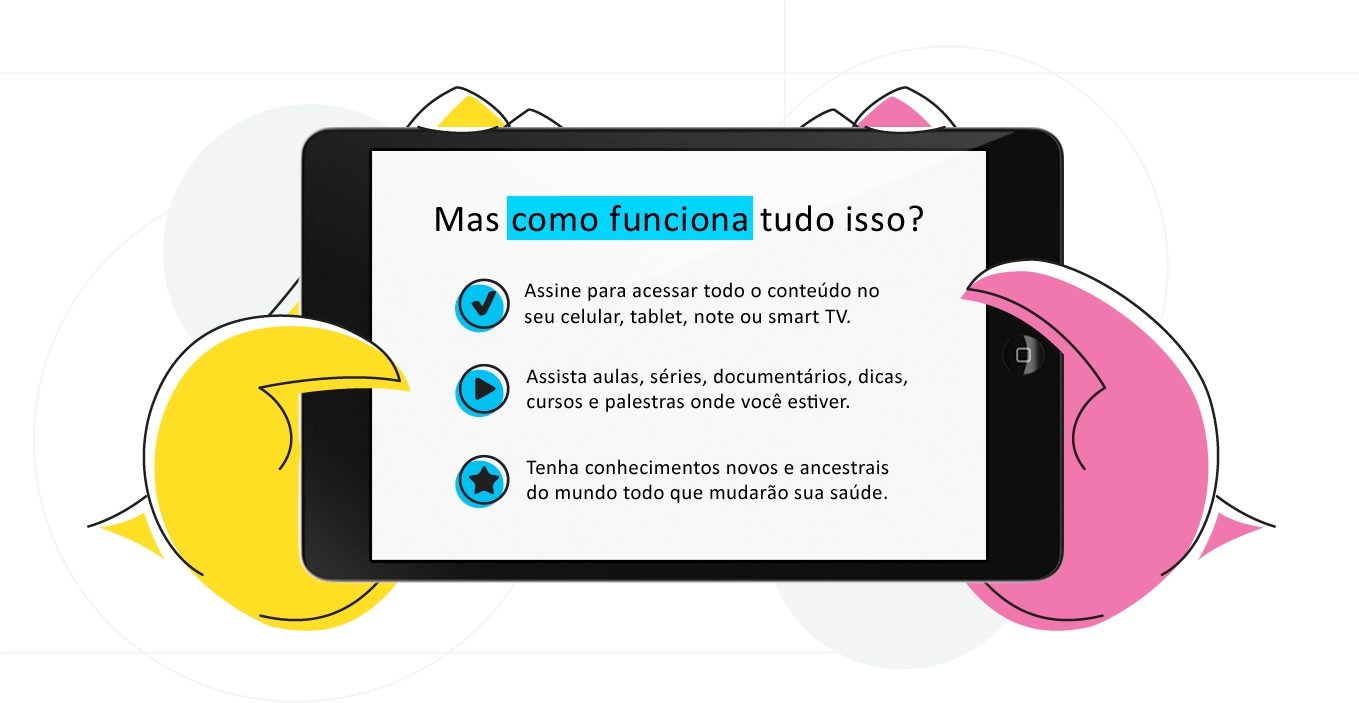 Mas como funciona tudo isso?
Assine para acessar todo o conteúdo no
seu celular, tablet, note ou smart TV.
Assista aulas, séries, documentários, dicas,
cursos e palestras onde você estiver.
Tenha conhecimentos novos e ancestrais
do mundo todo que mudarão sua saúde.